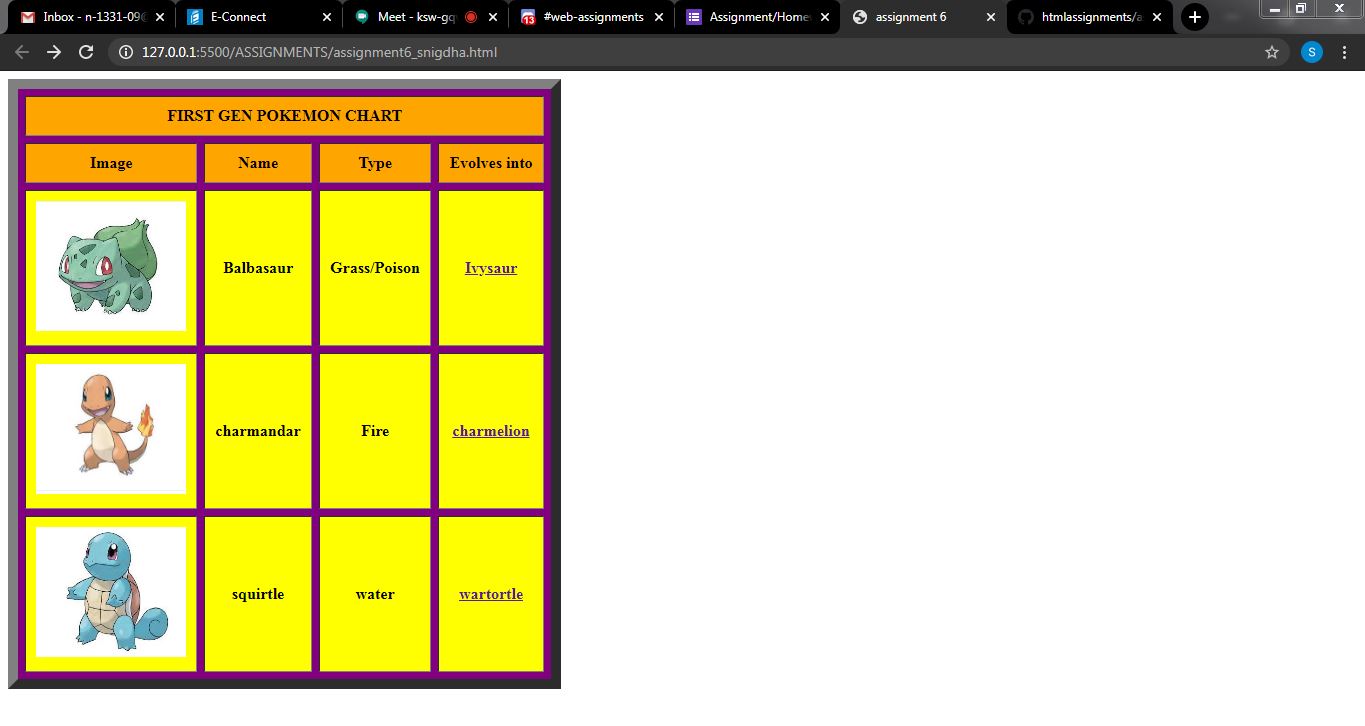 Inbox - n-1331-09@
E-Connect
Meet - ksw-gq
13
#web-assignments
Assignment/Home
assignment 6
htmlassignments/a
127.0.0.1:5500/ASSIGNMENTS/assignment6_snigdha.html
S
FIRST GEN POKEMON CHART
Image Name Type Evolves into
Balbasaur Grass/Poison Ivysaur
charmandar Fire charmelion
squirtle water wartortle